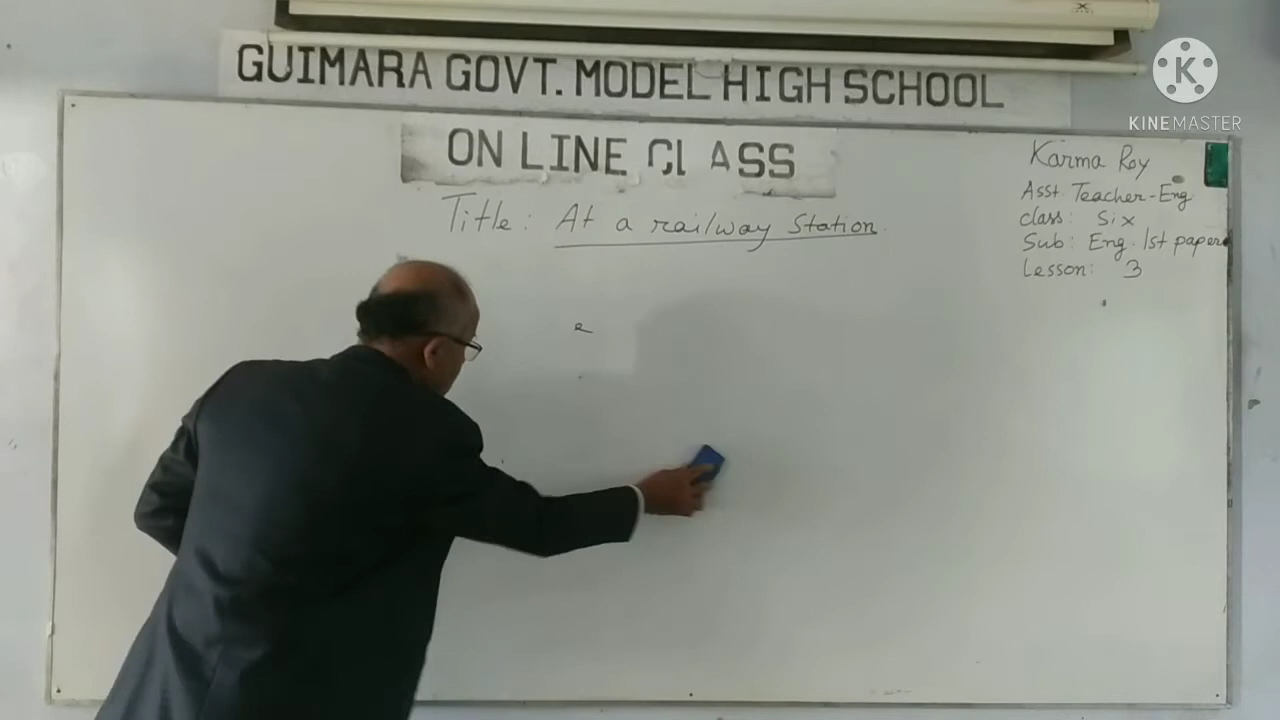 GUIMARA GOVT. MODEL HIGH SCHOOL
K
KINEMASTER
ON LINE CLASS
Karma Roy
Asst Teacher-Eng
class: Six
Sub: Eng. 1st paper
Lesson: 3
Title: At a railway Station
e